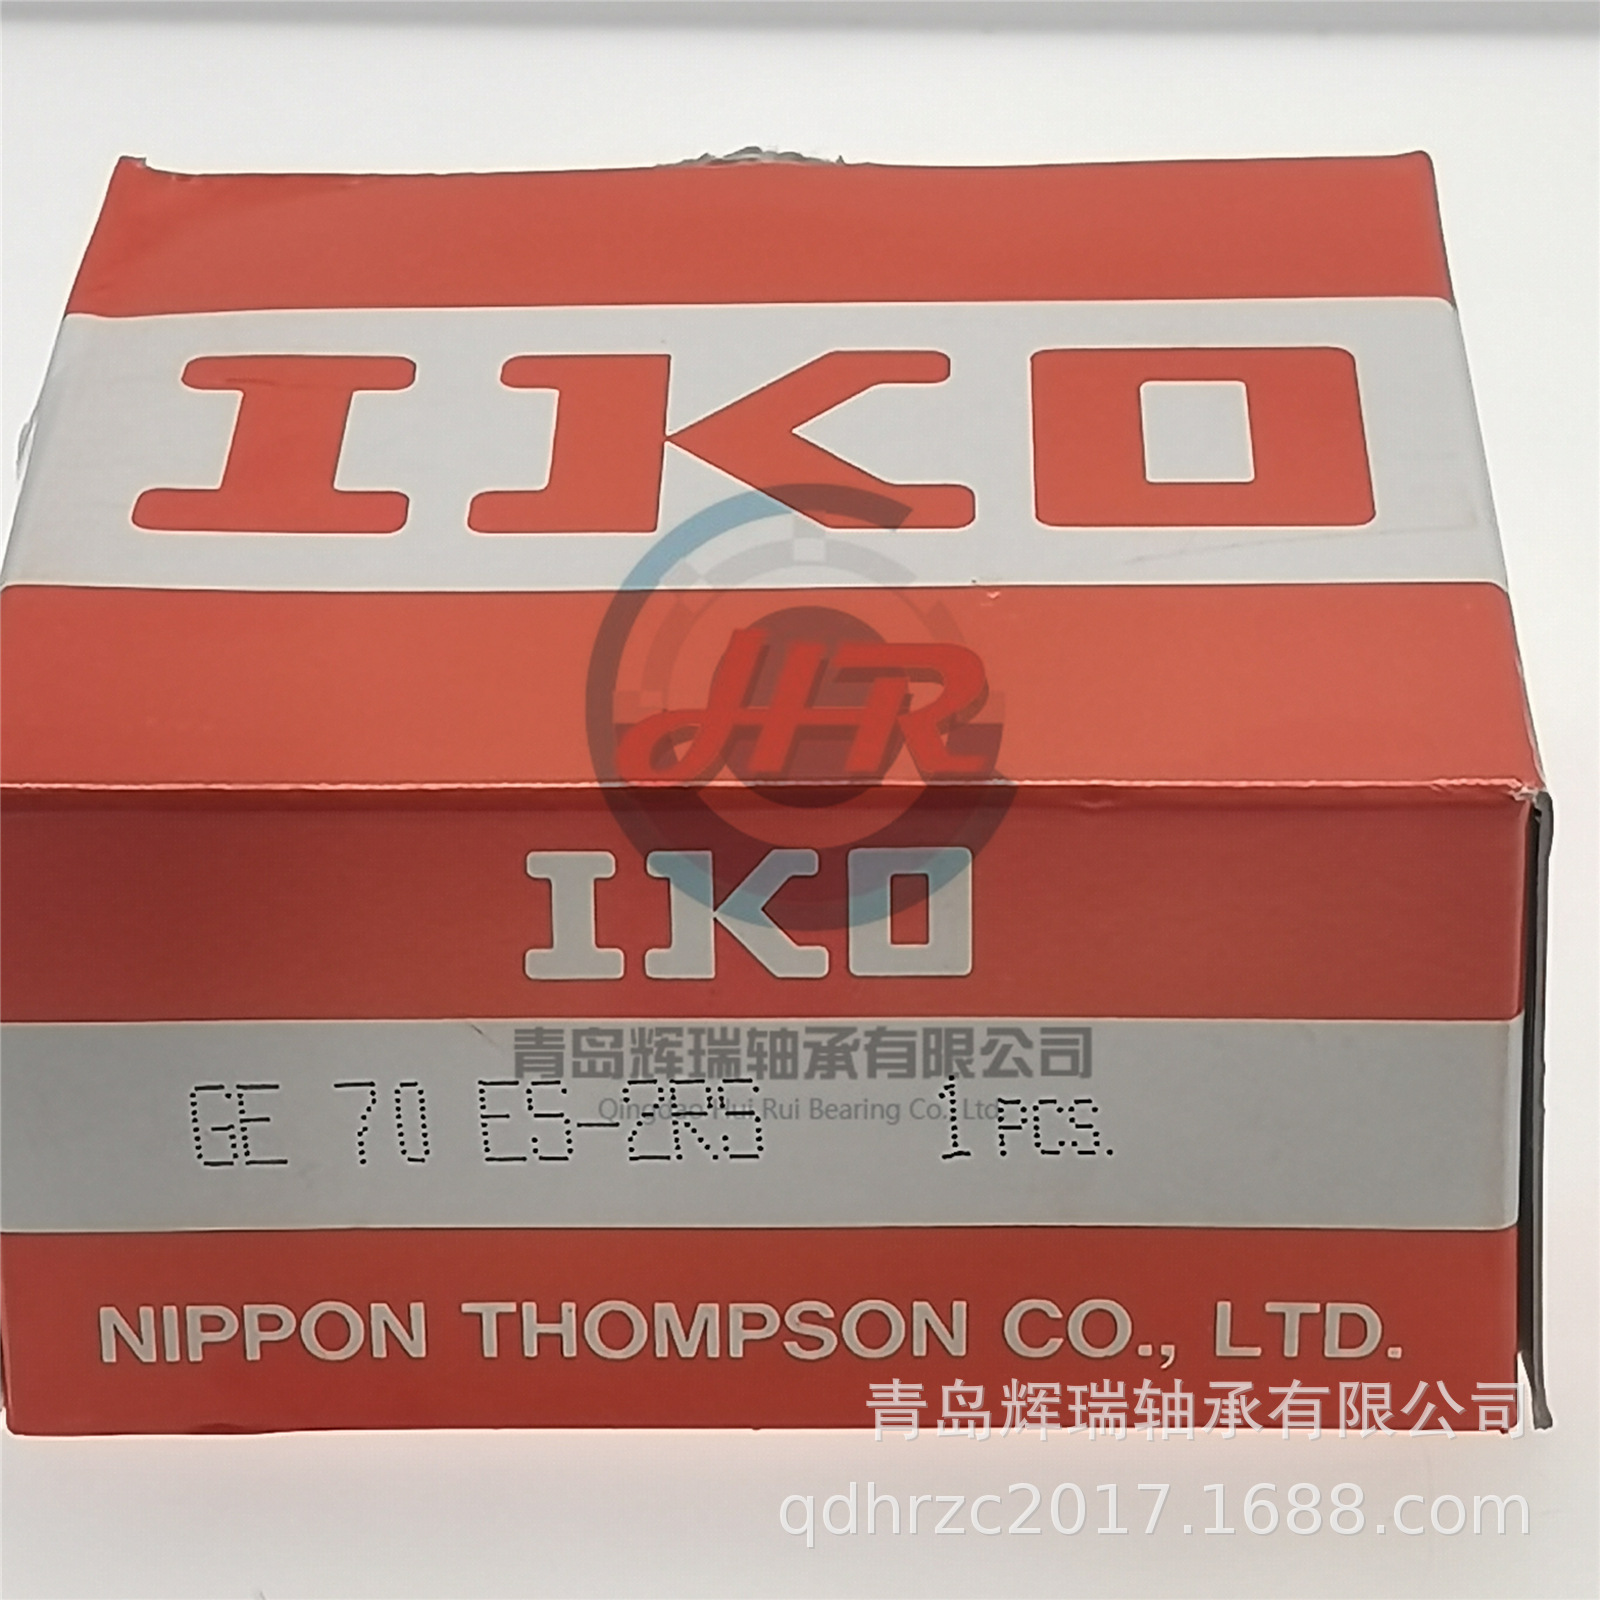 IKO
HR
IKO
青岛辉瑞轴承有限公司
Qingdao Hui Rui Bearing Co., Ltd
GE 70 ES-2RS 1 PCS.
NIPPON THOMPSON CO., LTD.
青岛辉瑞轴承有限公司
qdhrzc2017.1688.com